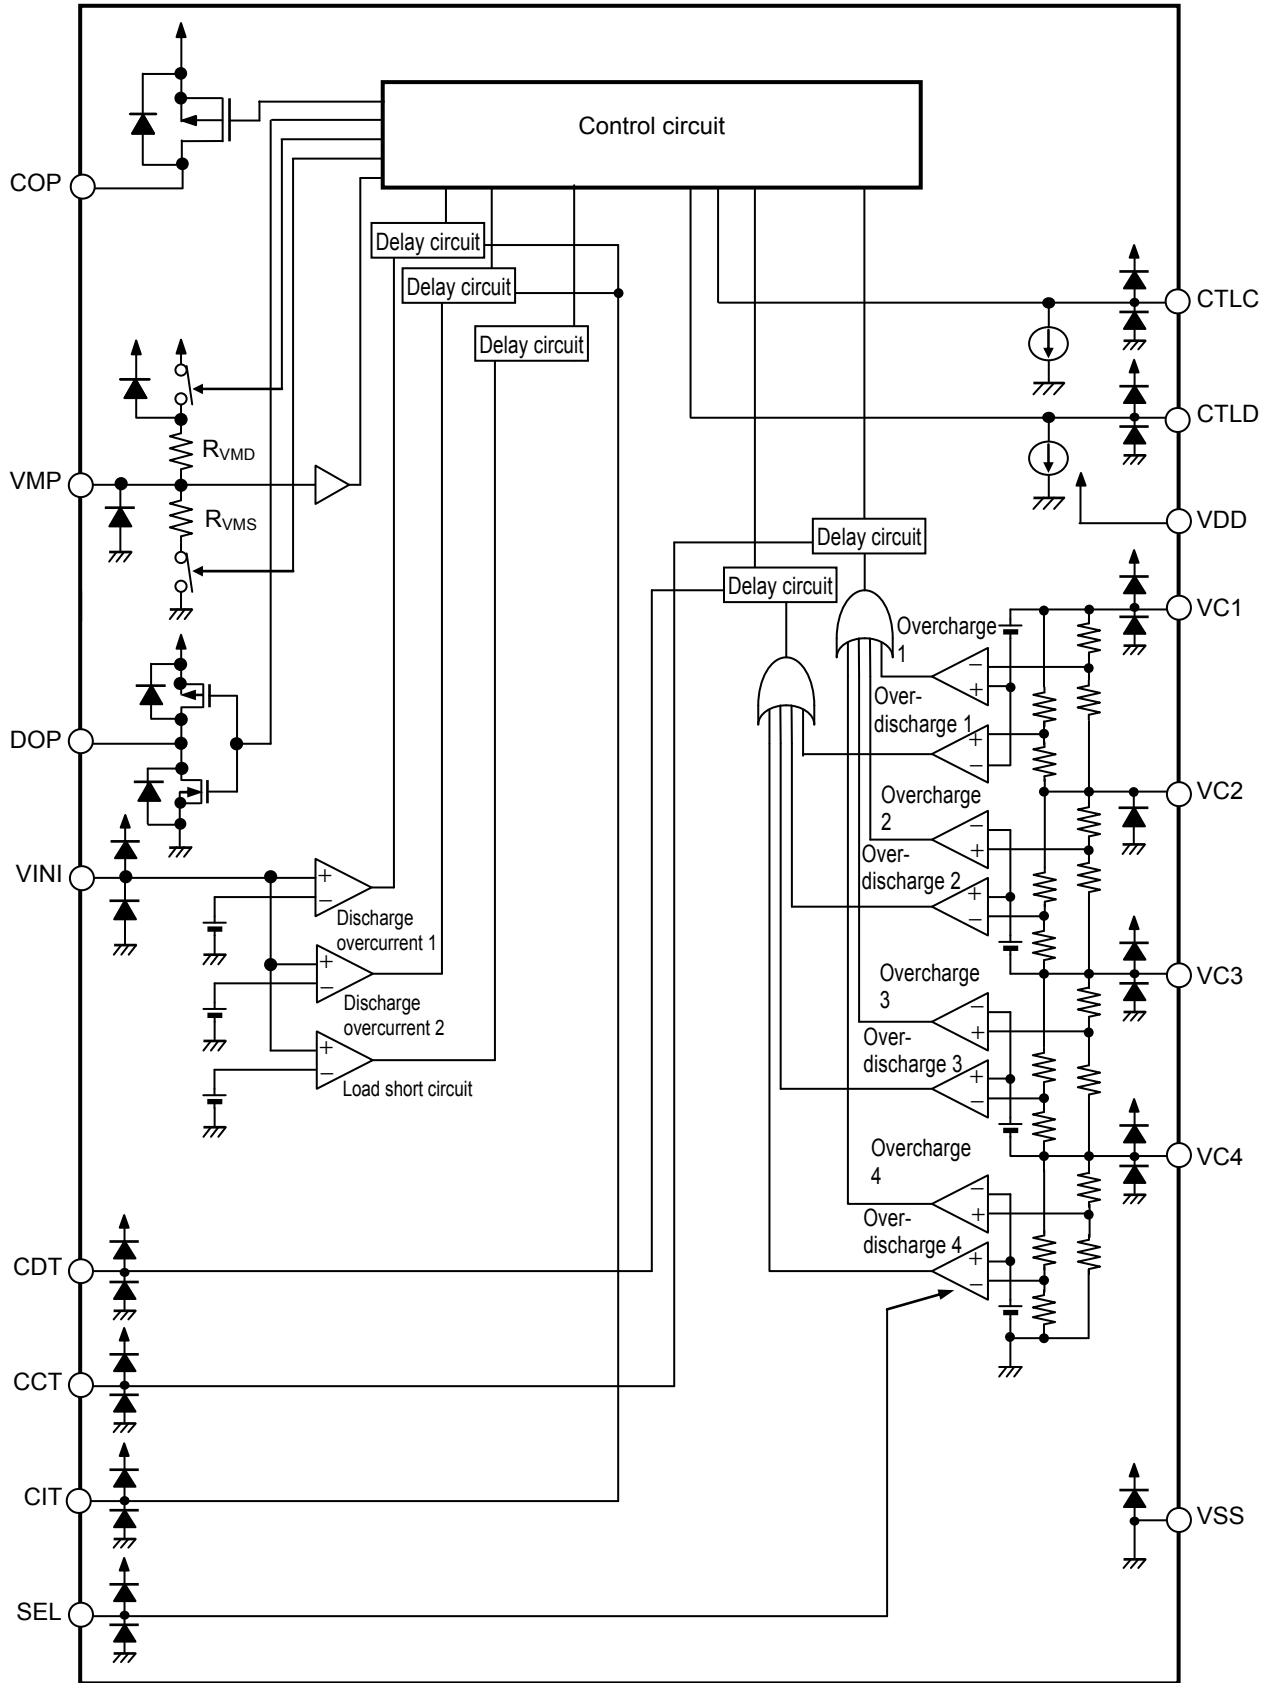 Control circuit
COP
Delay circuit
Delay circuit
Delay circuit
CTLC
CTLD
RVMD
VMP
RVMS
VDD
Delay circuit
Delay circuit
VC1
Overcharge
1
Over-
discharge 1
DOP
VC2
Overcharge
2
Over-
discharge 2
VINI
+
−
Discharge
overcurrent 1
+
−
Discharge
overcurrent 2
+
−
Load short circuit
−
+
+
−
−
+
+
−
VC3
Overcharge
3
Over-
discharge 3
−
+
+
−
VC4
Overcharge
4
Over-
discharge 4
−
+
+
−
CDT
CCT
CIT
VSS
SEL